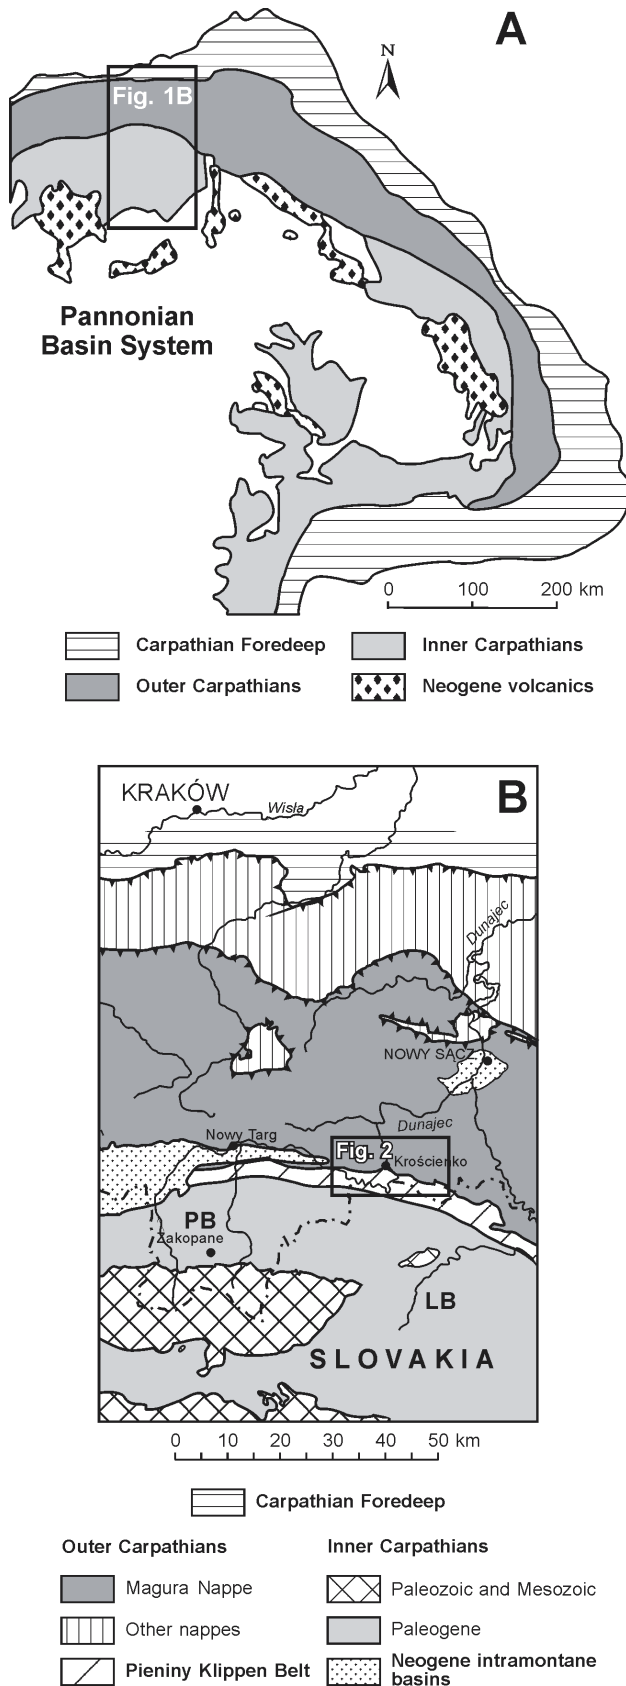 A
N
Fig. 1B
Pannonian
Basin System
0 100 200 km
Carpathian Foredeep
Inner Carpathians
Outer Carpathians
Neogene volcanics
B
KRAKÓW
Wisła
Dunajec
NOWY SĄCZ
Dunajec
Nowy Targ
Fig. 2
Krościenko
PB
Zakopane
LB
SLOVAKIA
0 10 20 30 40 50 km
Carpathian Foredeep
Outer Carpathians
Inner Carpathians
Magura Nappe
Paleozoic and Mesozoic
Other nappes
Paleogene
Pieniny Klippen Belt
Neogene intramontane
basins